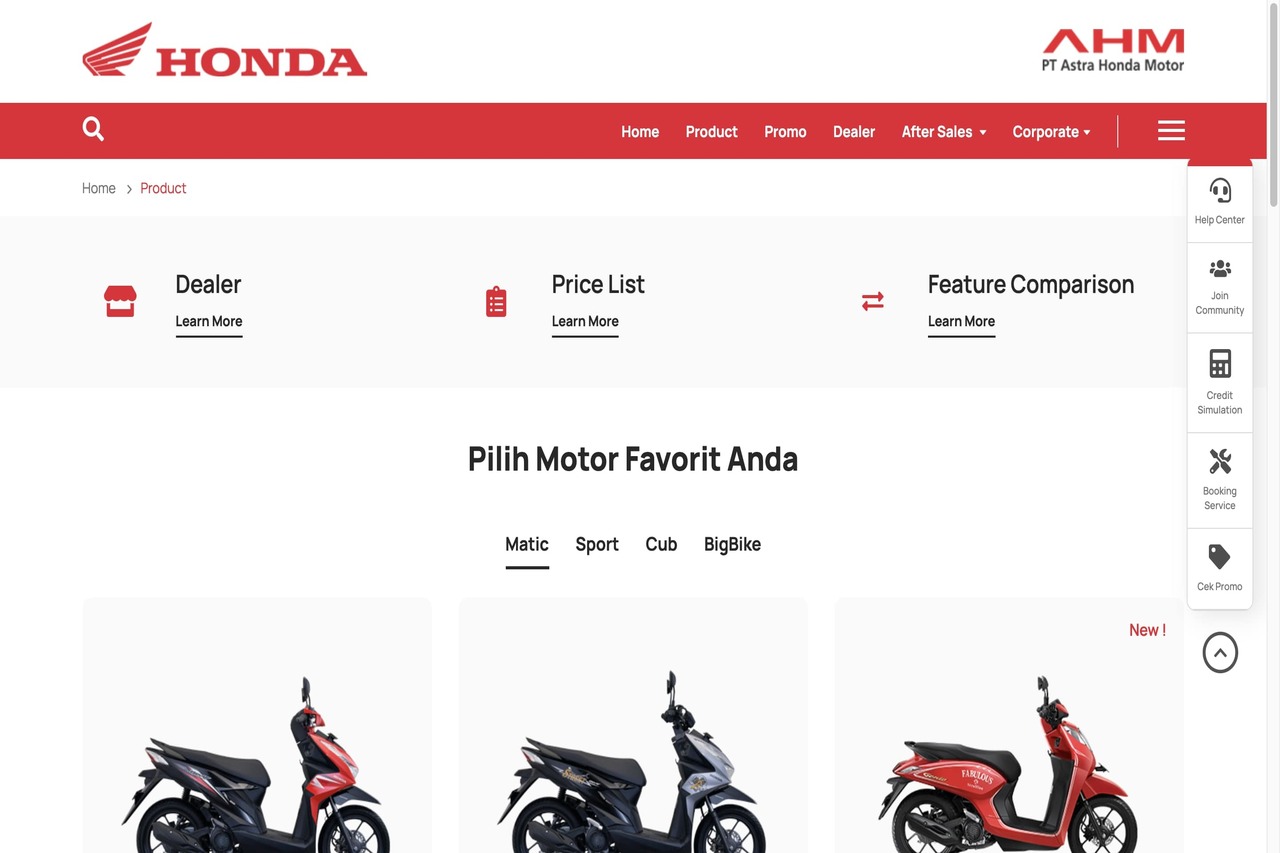 HONDA
AHM
PT Astra Honda Motor
Home Product Promo Dealer After Sales Corporate
Home > Product
Help Center
Dealer
Learn More
Price List
Learn More
Feature Comparison
Learn More
Join
Community
Credit
Simulation
Pilih Motor Favorit Anda
Booking
Service
Matic Sport Cub BigBike
Cek Promo
New !
Genio
FABULOUS